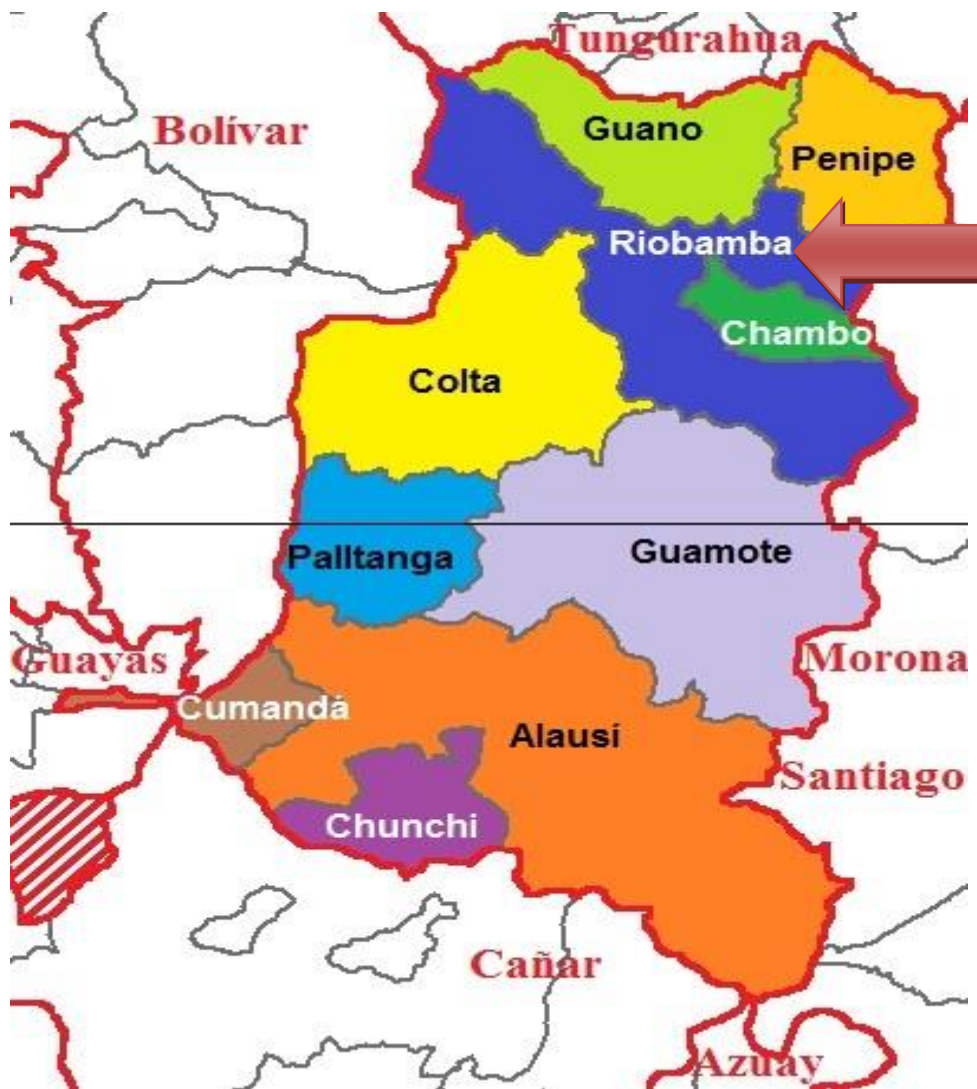 Tungurahua
Bolívar
Guano
Penipe
Riobamba
Chambo
Colta
Palltanga
Guamote
Guayas
Morona
Cumandá
Alausí
Santiago
Chunchi
Cañar
Azuay